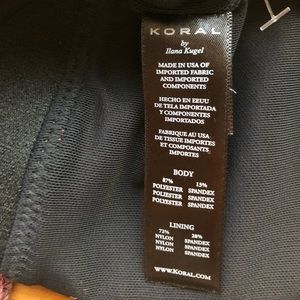 KORAL
by
Ilana Kugel
MADE IN USA OF
IMPORTED FABRIC
AND IMPORTED
COMPONENTS
HECHO EN EEUU
DE TELA IMPORTADA
Y COMPONENTES
IMPORTADOS
FABRIQUE AU USA
DE TISSUE IMPORTES
ET COMPOSANTS
IMPORTES
BODY
87% 13%
POLYESTER SPANDEX
POLYESTER SPANDEX
POLYESTER SPANDEX
LINING
72% 28%
NYLON SPANDEX
NYLON SPANDEX
NYLON SPANDEX
WWW.KORAL.COM